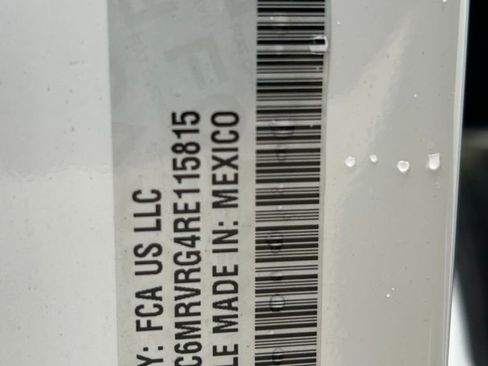 Y: FCA US LLC
C6MRVRG4RE115815
LE MADE IN: MEXICO